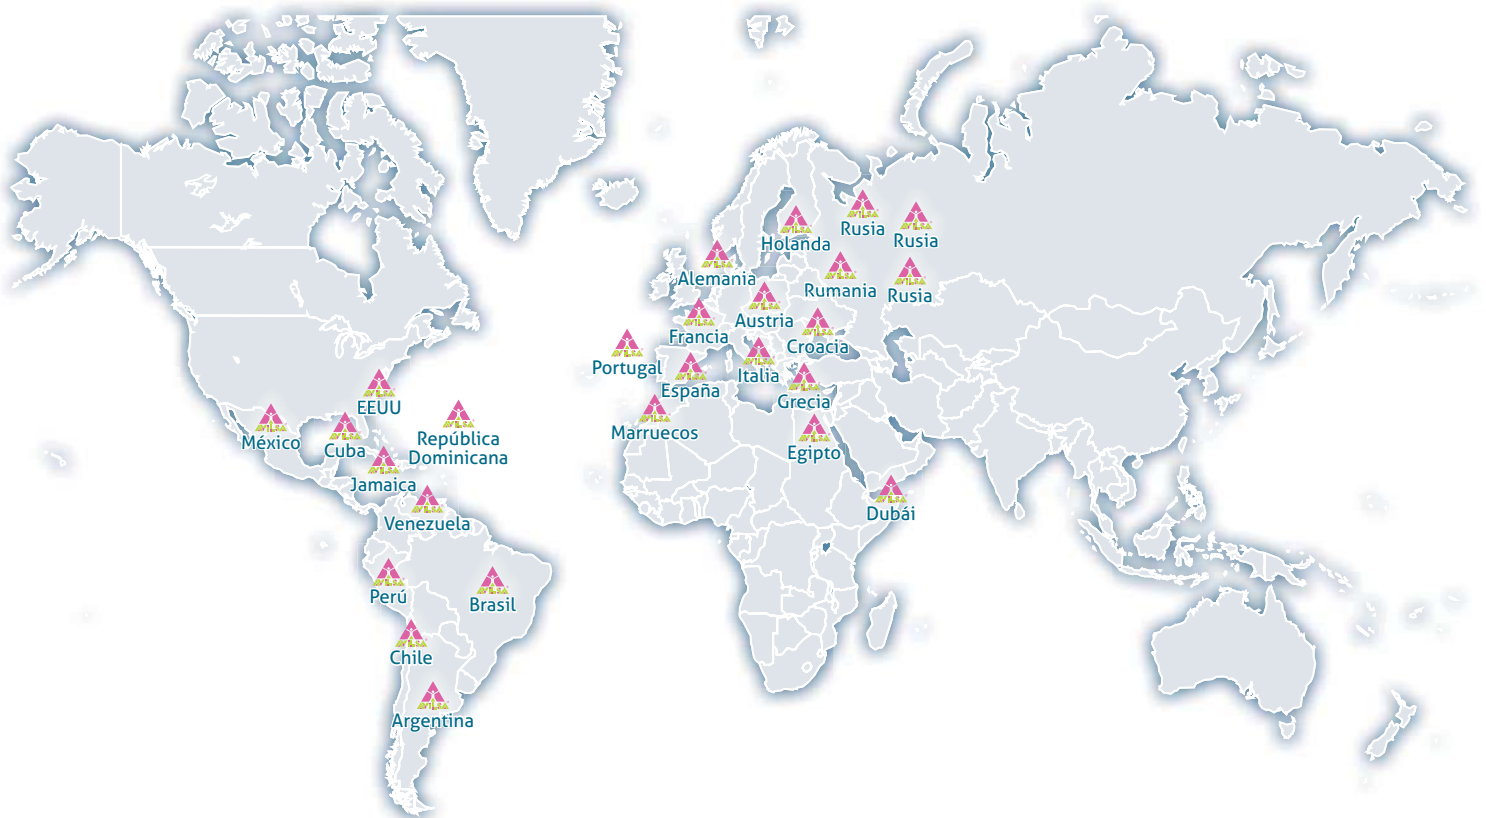 Rusia
Rusia
Holanda
Alemania
Rumania
Rusia
Austria
Francia
Croacia
Portugal
Italia
España
Grecia
EEUU
Marruecos
México
Cuba
República
Dominicana
Egipto
Jamaica
Dubái
Venezuela
Perú
Brasil
Chile
Argentina